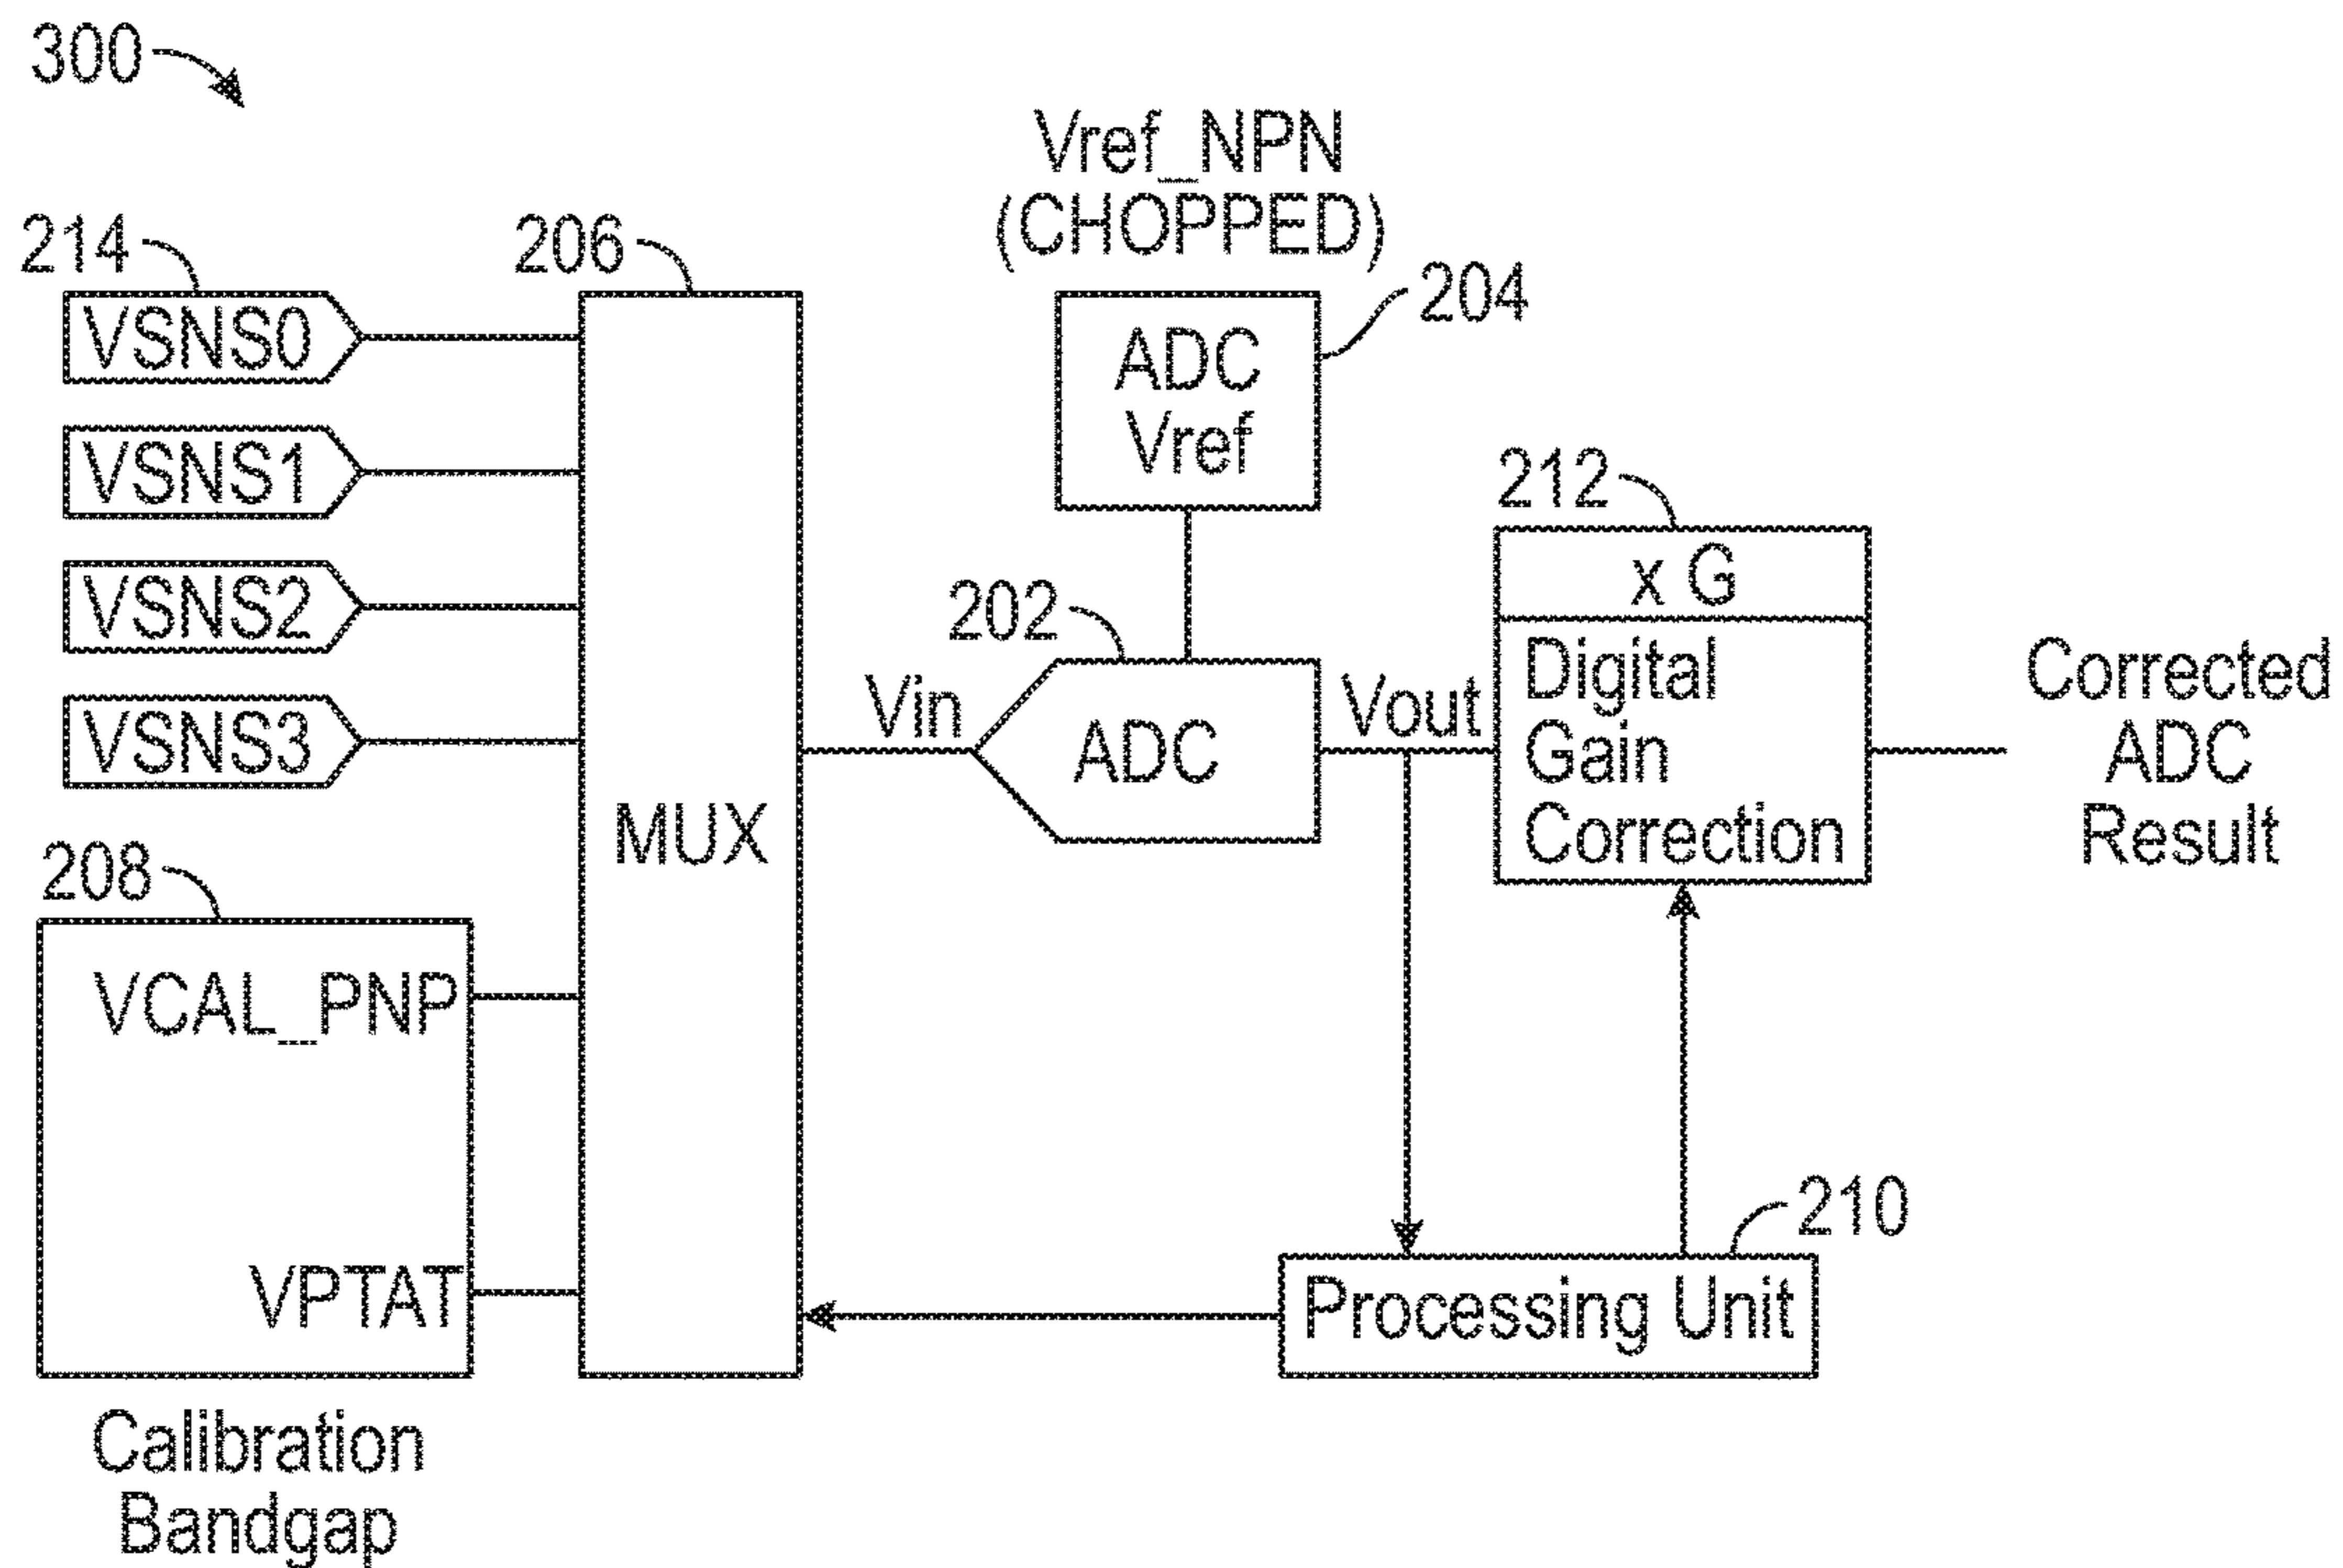 300
Vref_NPN
(CHOPPED)
214
206
204
VSNS0
ADC
Vref
VSNS1
212
VSNS2
x G
202
Digital
Gain
Correction
Vin
Vout
Corrected
ADC
Result
VSNS3
ADC
MUX
208
VCAL_PNP
210
VPTAT
Processing Unit
Calibration
Bandgap